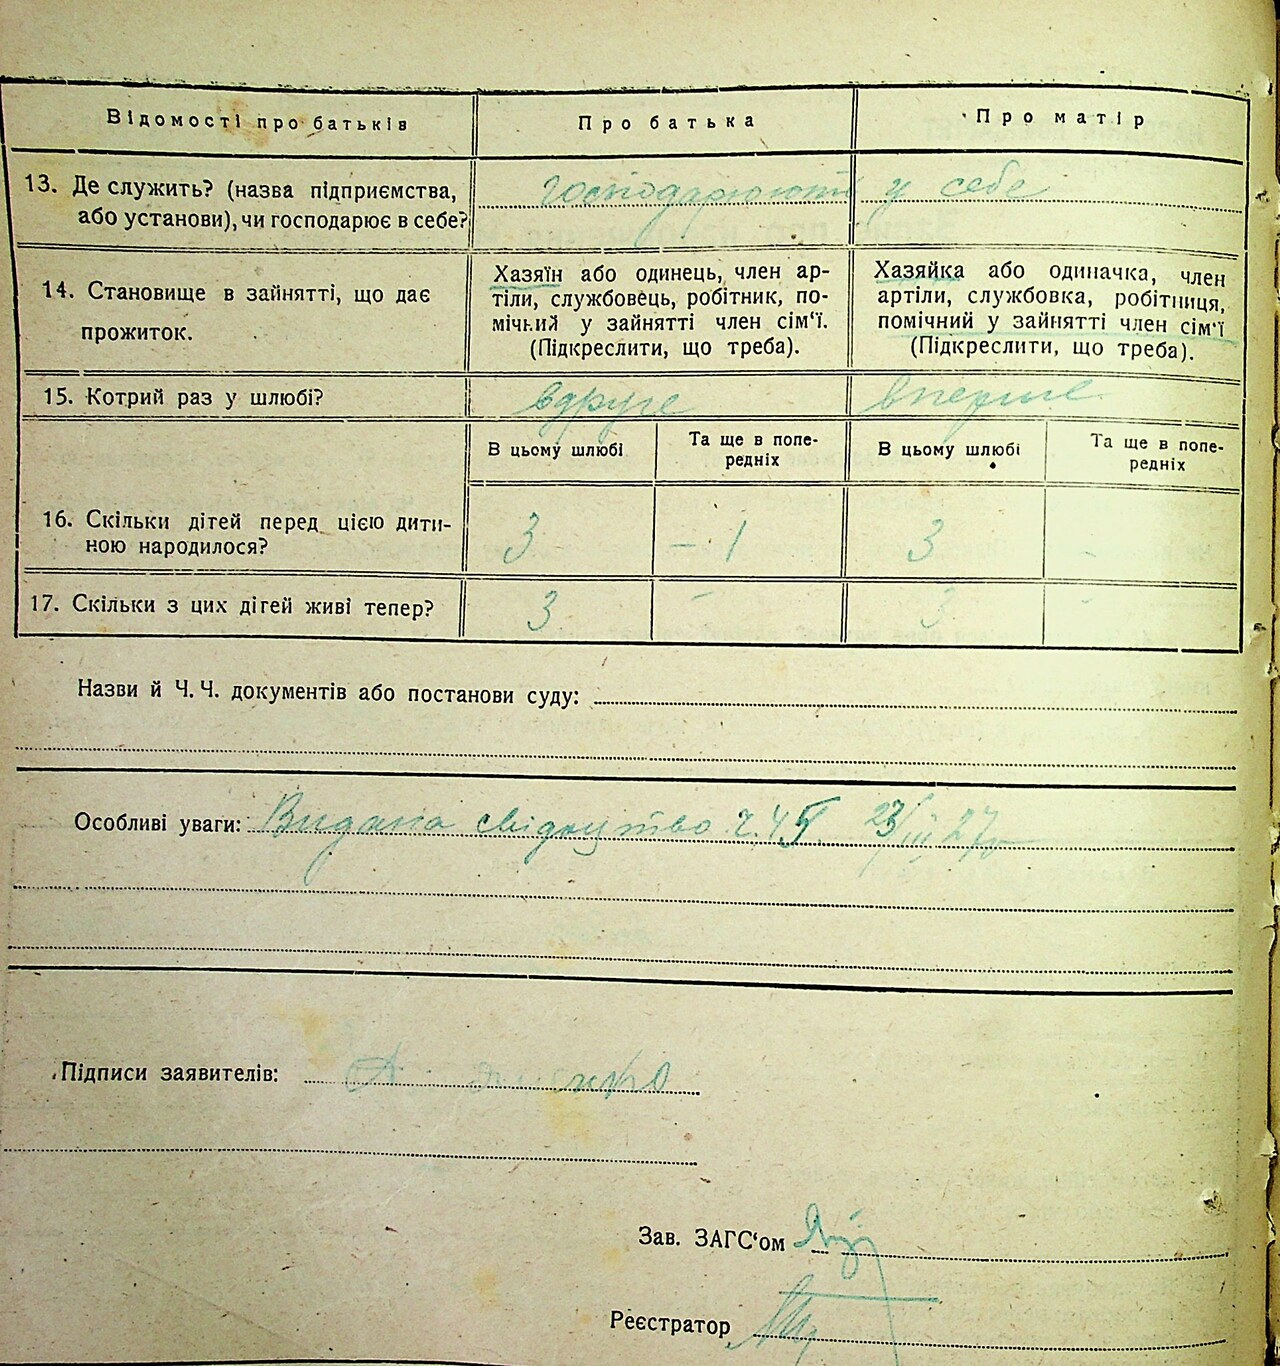 Відомості про батьків Про батька Про матір
13. Де служить? (назва підприємства, господарюють у себе
або установи), чи господарює в себе?
14. Становище в зайнятті, що дає
прожиток.
Хазяїн або одинець, член ар-
тіли, службовець, робітник, по-
мічний у зайнятті член сім‘ї.
(Підкреслити, що треба).
Хазяйка або одиначка, член
артіли, службовка, робітниця,
помічний у зайнятті член сім‘ї
(Підкреслити, що треба).
15. Котрий раз у шлюбі? вдруге вперше
В цьому шлюбі
Та ще в попе-
редніх
В цьому шлюбі
Та ще в попе-
редніх
16. Скільки дітей перед цією дити- 3 – 1 3 -
ною народилося?
17. Скільки з цих дітей живі тепер? 3 - 3 -
Назви й Ч. Ч. документів або постанови суду:
Особливі уваги: Видано свідоцтво ч. 23/III 27
Підписи заявителів:
Зав. ЗАГС‘ом
Реєстратор